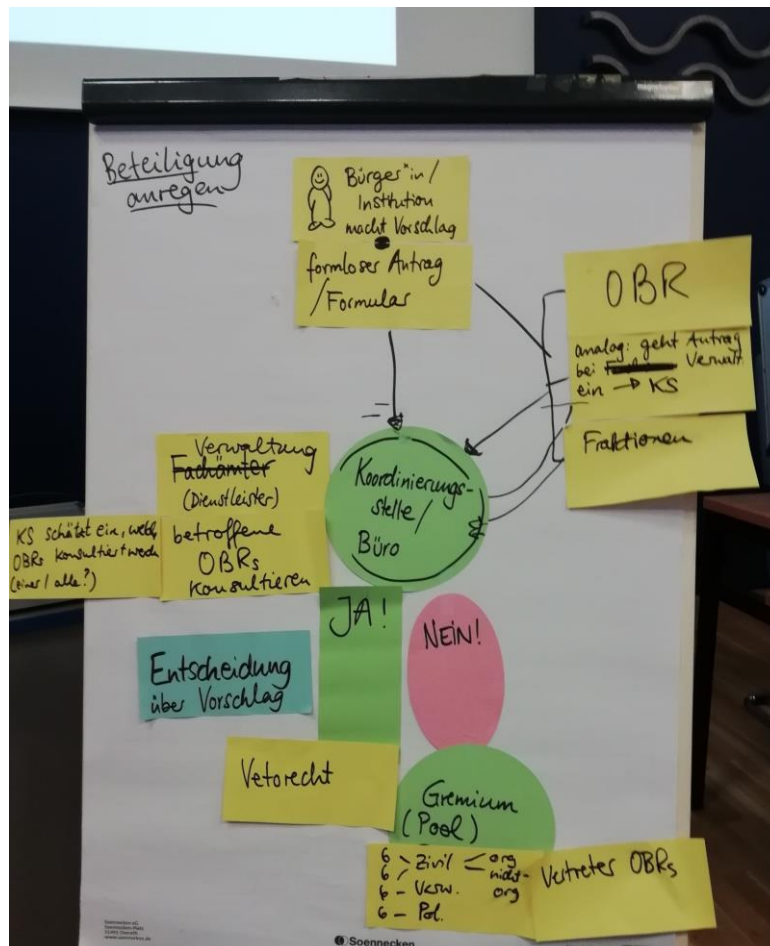 Beteiligung
anregen
Bürger*in/
Institution
macht Vorschlag
formloser Antrag
/Formular
OBR
analog: geht Antrag
bei Verwalt
ein → KS
Fraktionen
Verwaltung
Fachämter
(Dienstleister)
betroffene
OBRs
konsultieren
KS schätzt ein, welche
OBRs konsultiert werden
(einer/alle?)
Koordinierungs-
stelle/
Büro
JA!
NEiN!
Entscheidung
über Vorschlag
Vetorecht
Gremium
(Pool)
6 Zivil org
6 nicht-
org
6 – Verw.
6 – Pol.
Vertreter OBRs
Soennecken